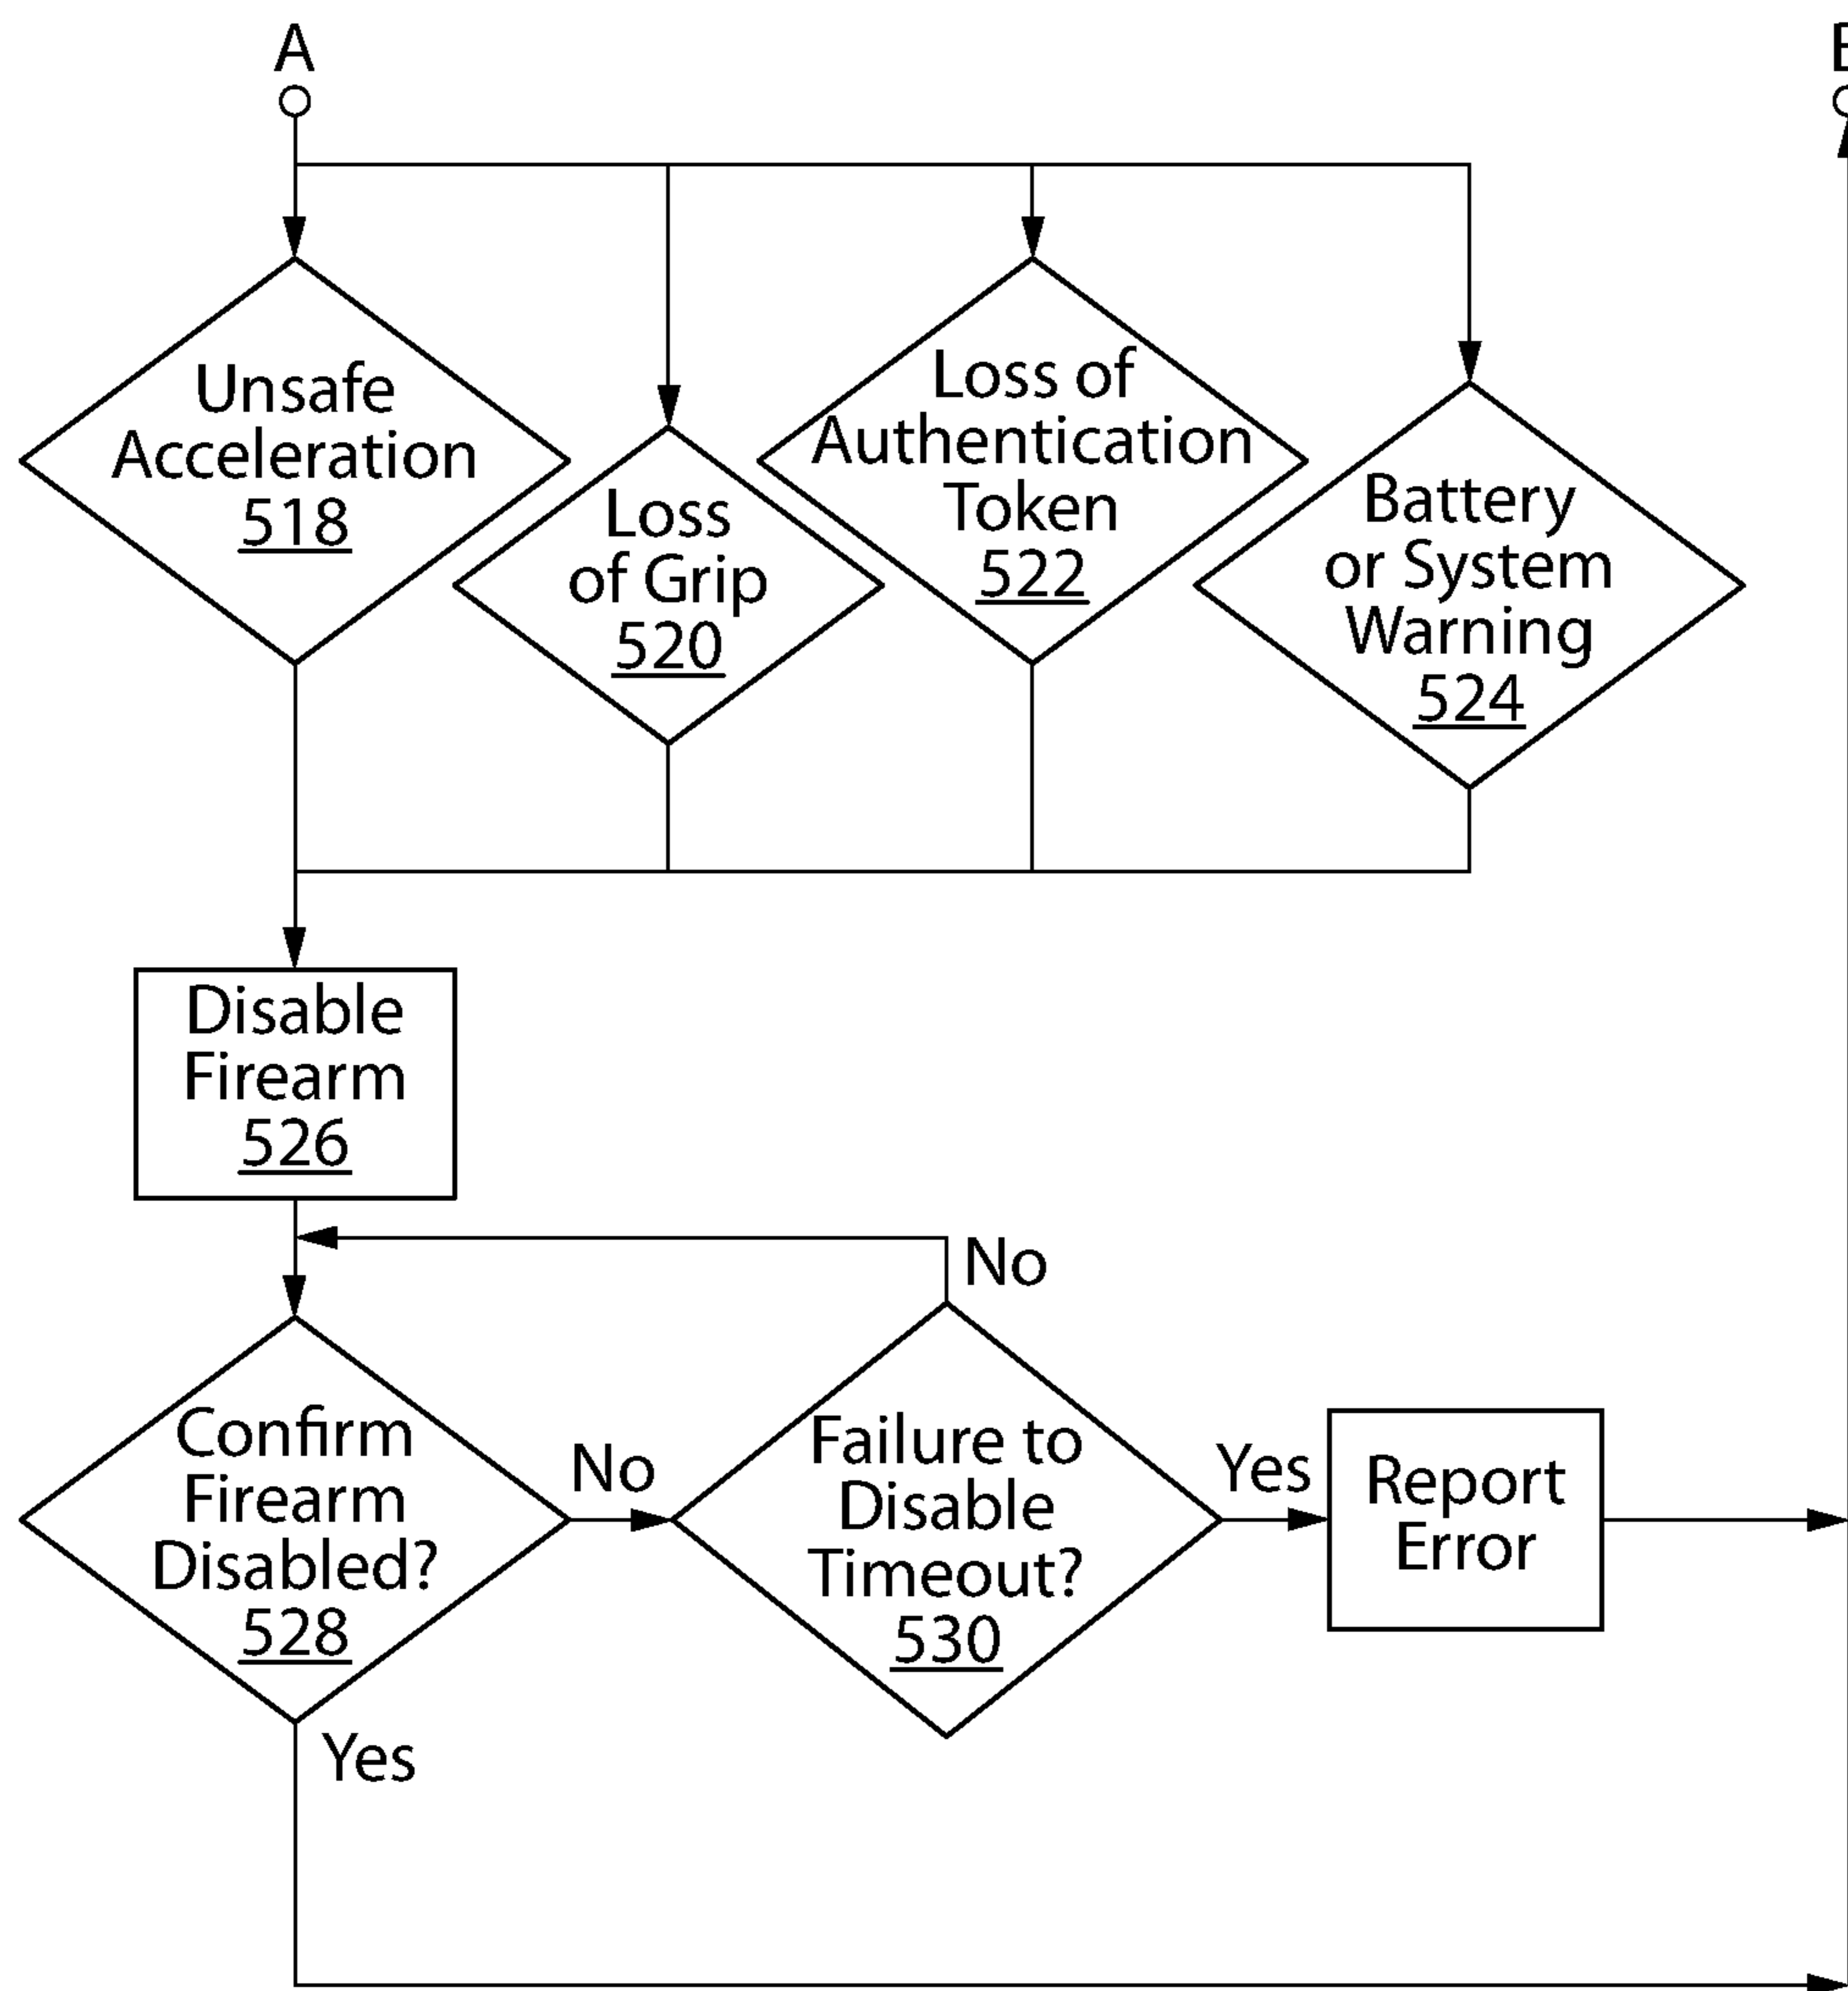 A
Unsafe
Acceleration
518
Loss
of Grip
520
Loss of
Authentication
Token
522
Battery
or System
Warning
524
Disable
Firearm
526
No
Confirm
Firearm
Disabled?
528
No
Failure to
Disable
Timeout?
530
Yes
Report
Error
Yes